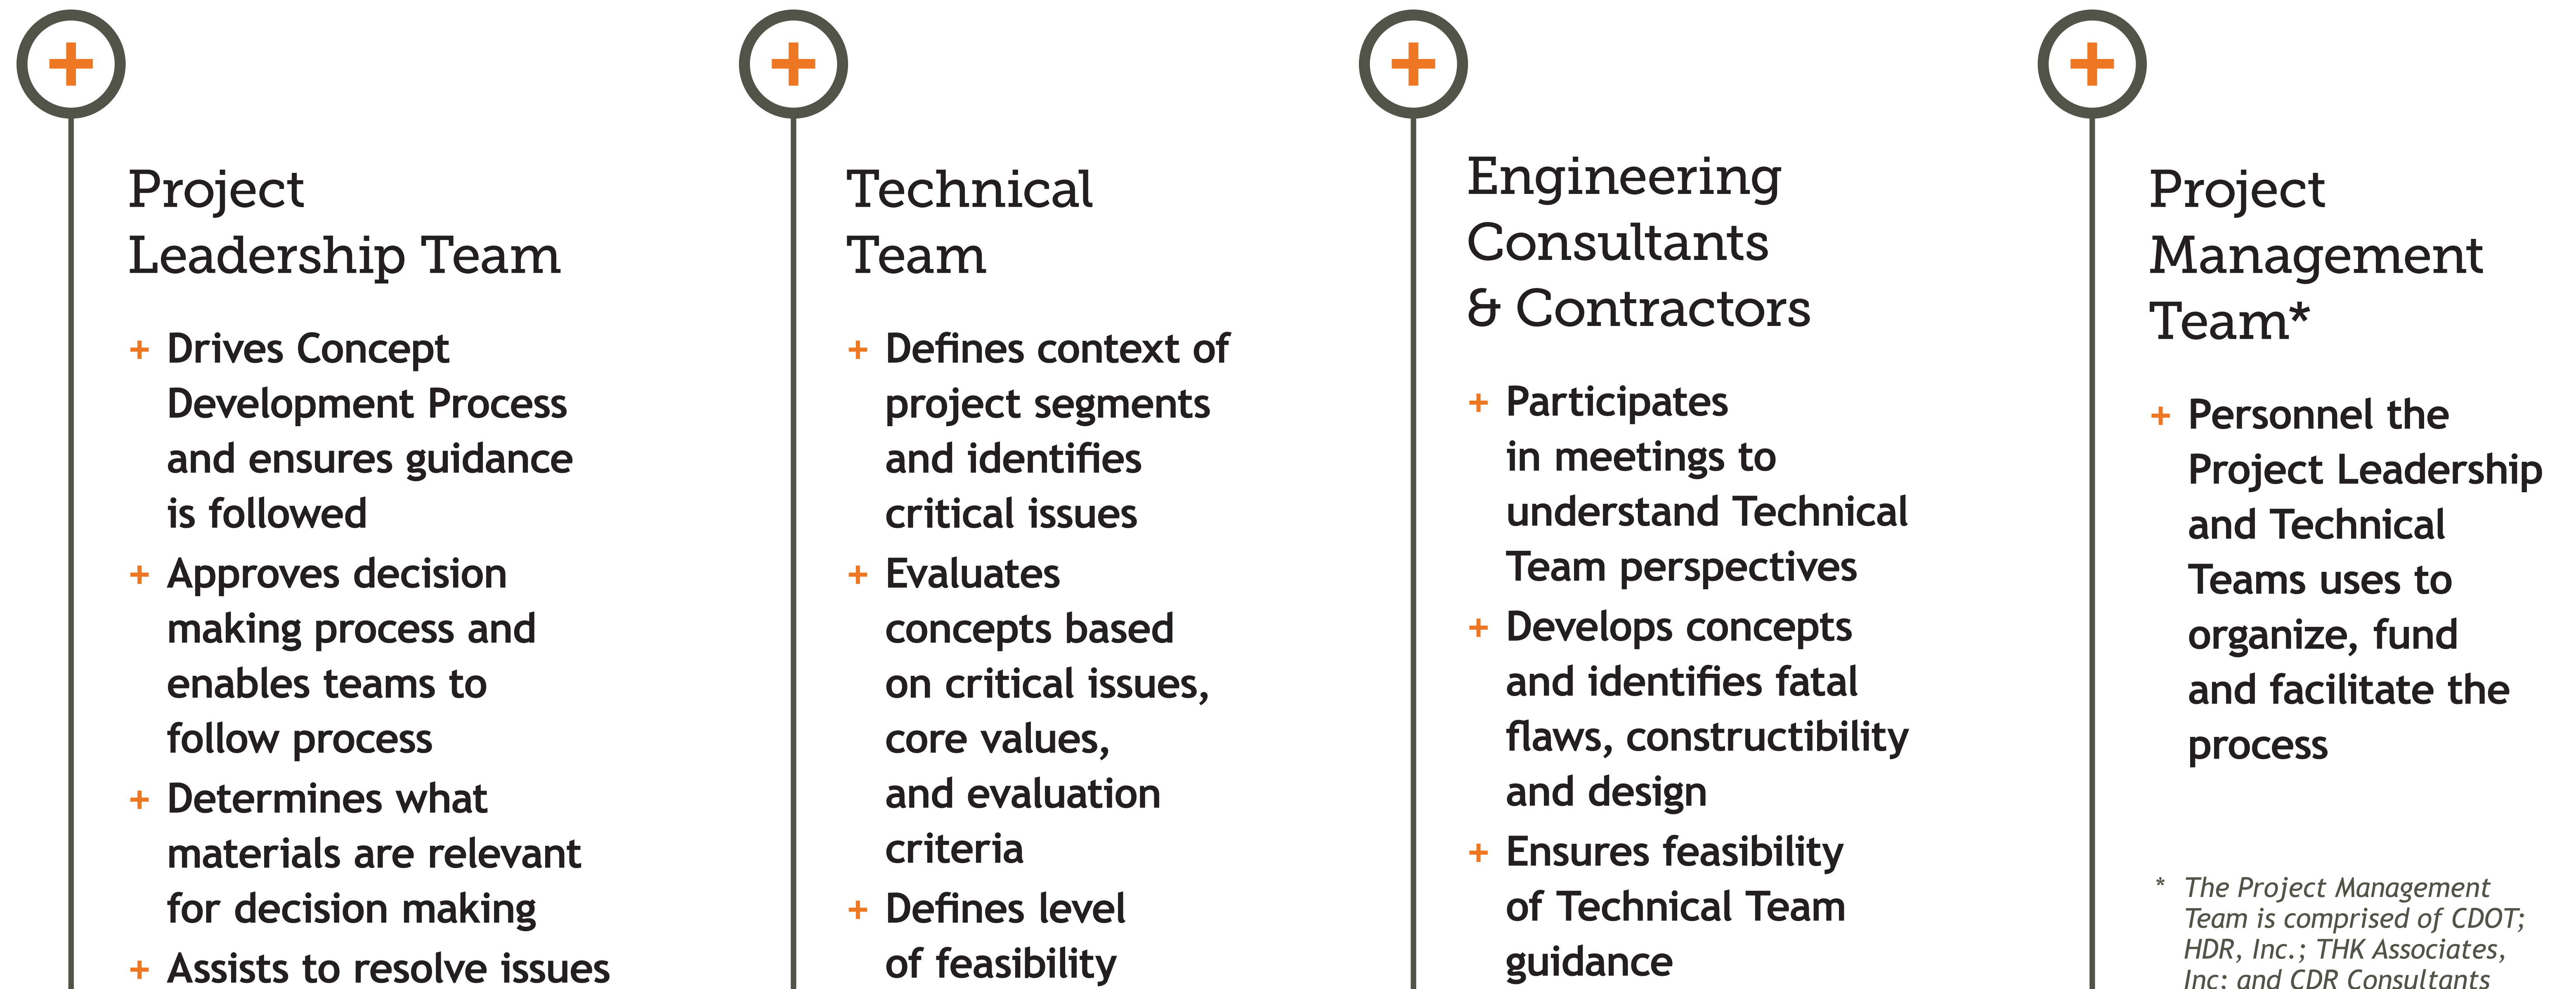 Project
Leadership Team
+ Drives Concept
Development Process
and ensures guidance
is followed
+ Approves decision
making process and
enables teams to
follow process
+ Determines what
materials are relevant
for decision making
+ Assists to resolve issues
Technical
Team
+ Defines context of
project segments
and identifies
critical issues
+ Evaluates
concepts based
on critical issues,
core values,
and evaluation
criteria
+ Defines level
of feasibility
Engineering
Consultants
& Contractors
+ Participates
in meetings to
understand Technical
Team perspectives
+ Develops concepts
and identifies fatal
flaws, constructibility
and design
+ Ensures feasibility
of Technical Team
guidance
Project
Management
Team*
+ Personnel the
Project Leadership
and Technical
Teams uses to
organize, fund
and facilitate the
process
* The Project Management
Team is comprised of CDOT;
HDR, Inc.; THK Associates,
Inc; and CDR Consultants